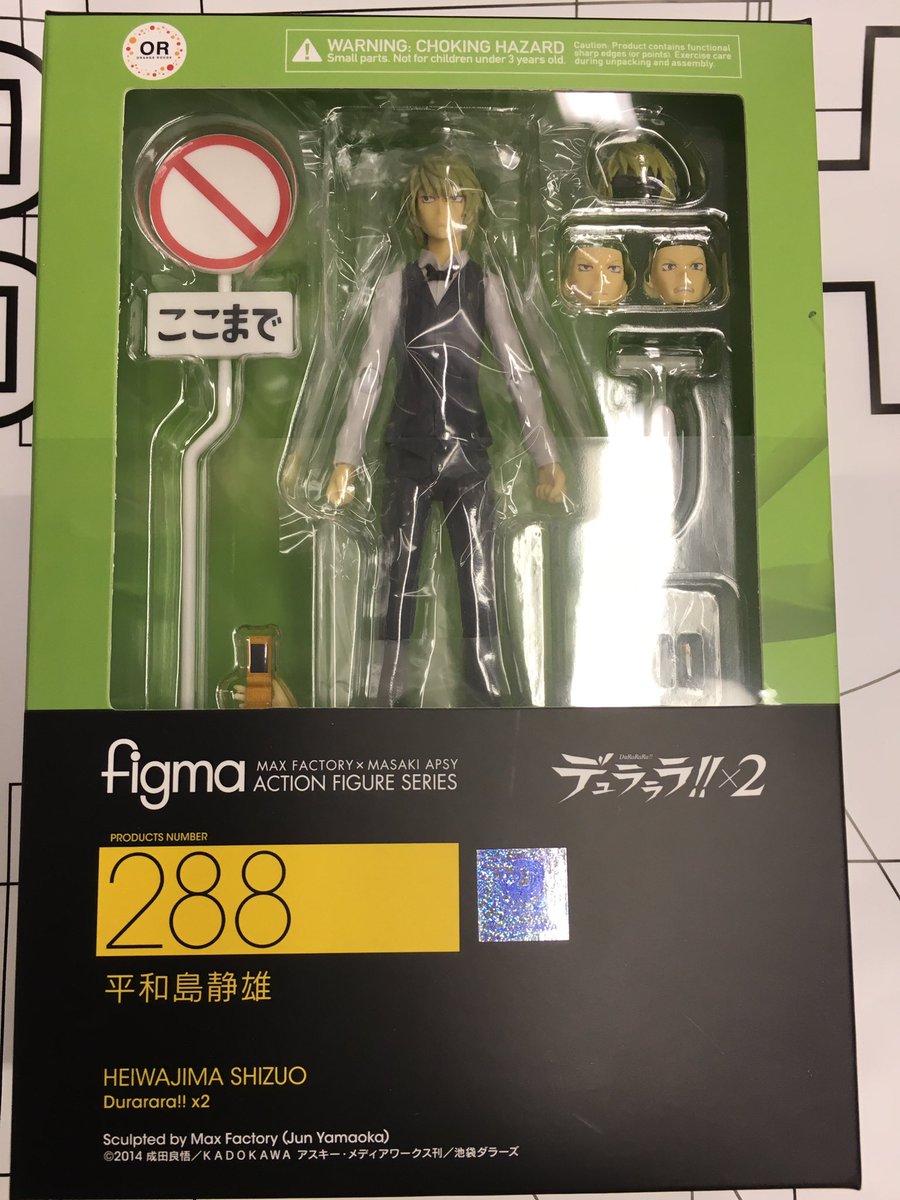 OR
ORANGE ROUGE
WARNING: CHOKING HAZARD
Small parts. Not for children under 3 years old.
Caution. Product contains functional
sharp edges (or points). Exercise care
during unpacking and assembly.
ここまで
figma
MAX FACTORY × MASAKI APSY
ACTION FIGURE SERIES
DuRaRaRa!!
デュラララ!!×2
PRODUCTS NUMBER
288
平和島静雄
HEIWAJIMA SHIZUO
Durarara!! x2
Sculpted by Max Factory (Jun Yamaoka)
©2014 成田良悟／KADOKAWA アスキー・メディアワークス刊／池袋ダラーズ